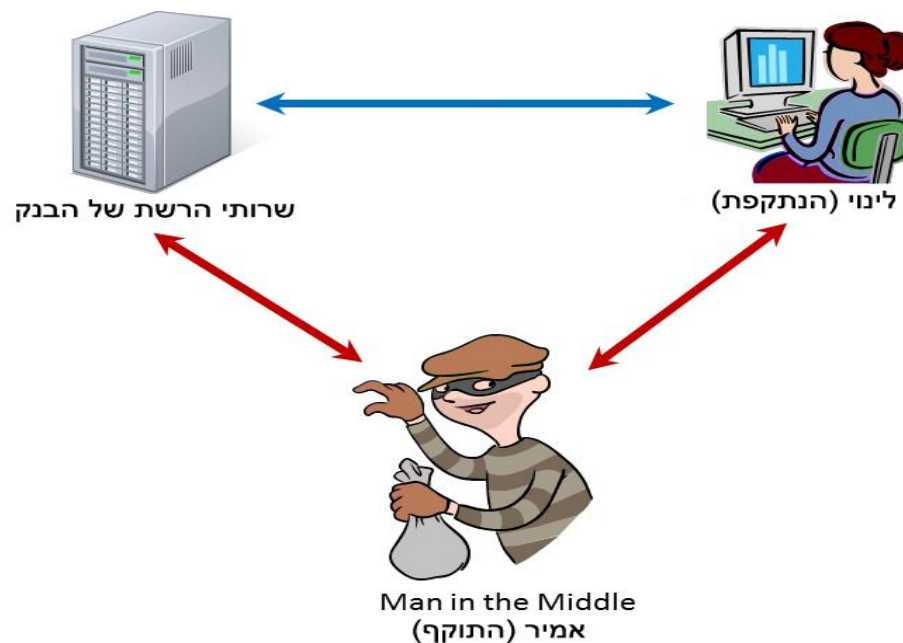 שרותי הרשת של הבנק
לינוי (הנתקפת)
Man in the Middle
אמיר (התוקף)